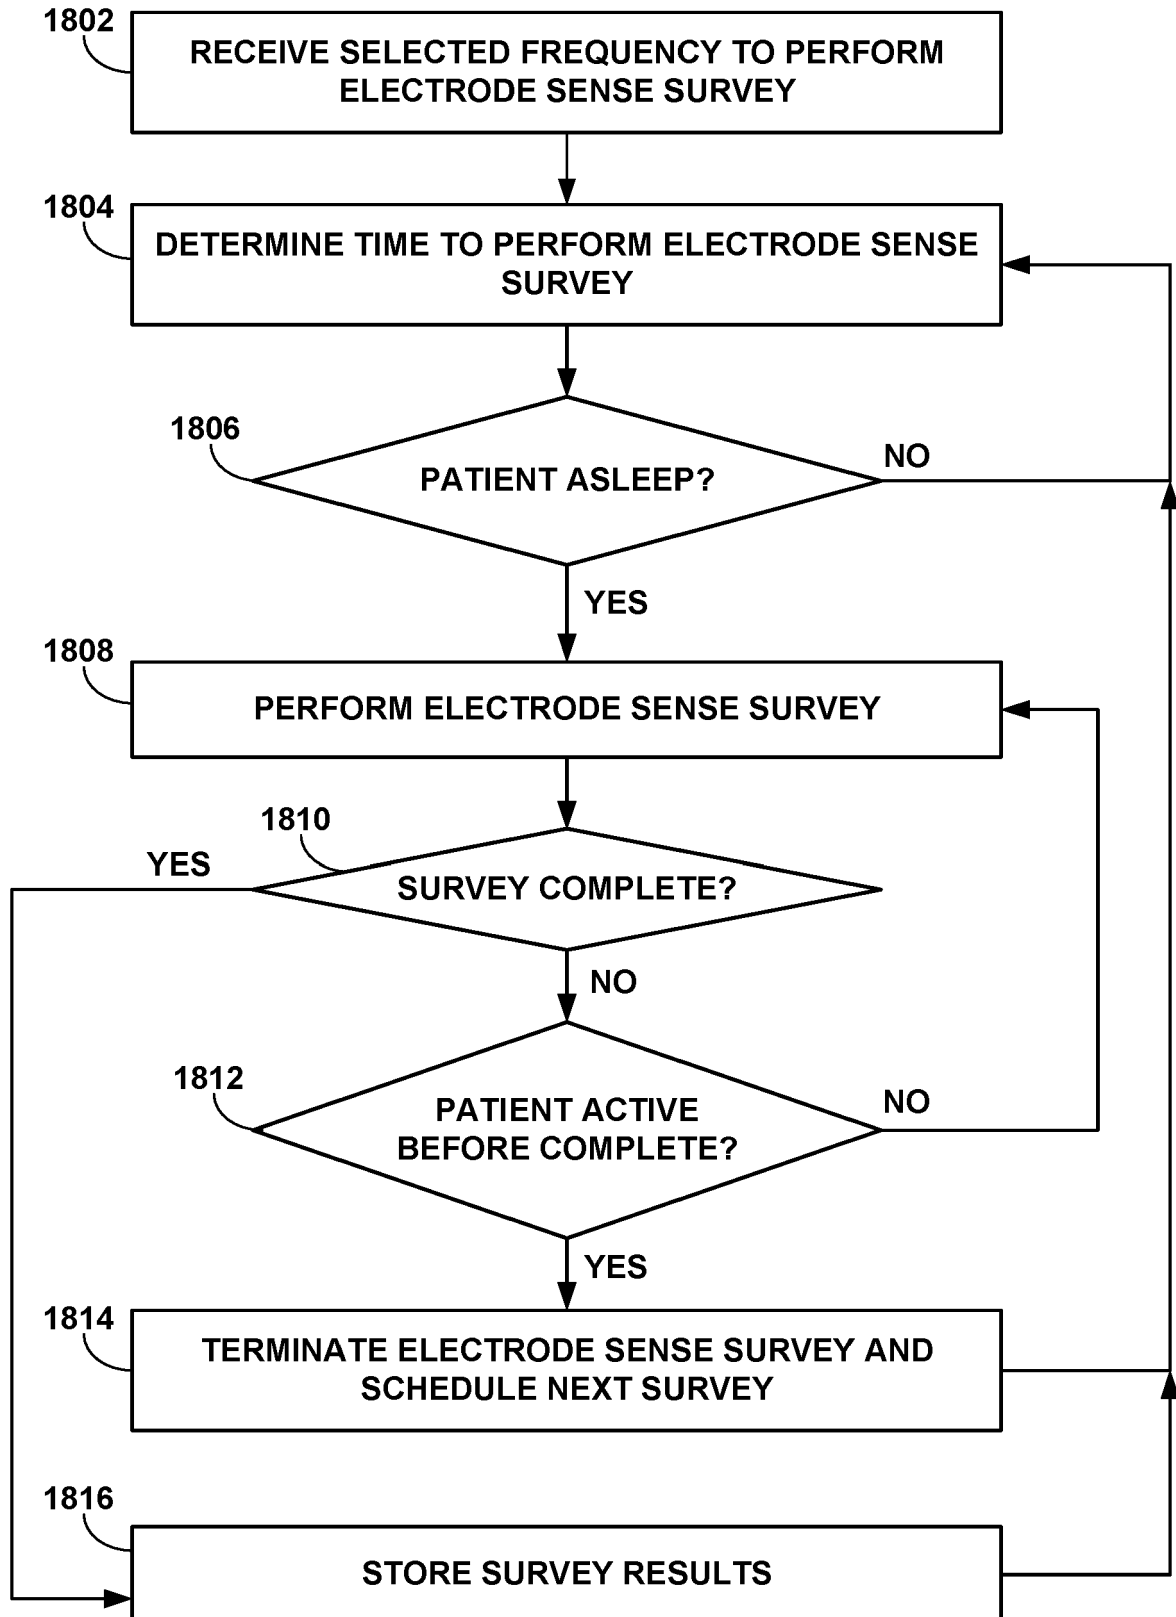 1802
RECEIVE SELECTED FREQUENCY TO PERFORM
ELECTRODE SENSE SURVEY
1804
DETERMINE TIME TO PERFORM ELECTRODE SENSE
SURVEY
1806
PATIENT ASLEEP?
NO
YES
1808
PERFORM ELECTRODE SENSE SURVEY
1810
YES
SURVEY COMPLETE?
NO
1812
PATIENT ACTIVE
BEFORE COMPLETE?
NO
YES
1814
TERMINATE ELECTRODE SENSE SURVEY AND
SCHEDULE NEXT SURVEY
1816
STORE SURVEY RESULTS